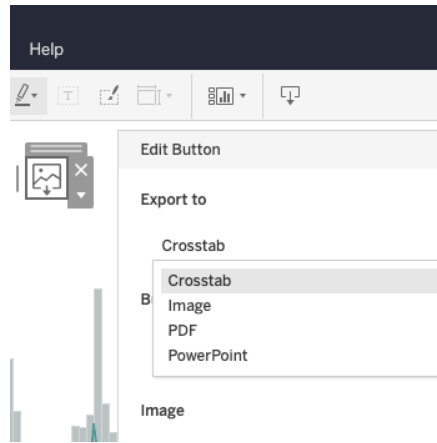 Help
T
Edit Button
Export to
Crosstab
Crosstab
B
Image
PDF
PowerPoint
Image